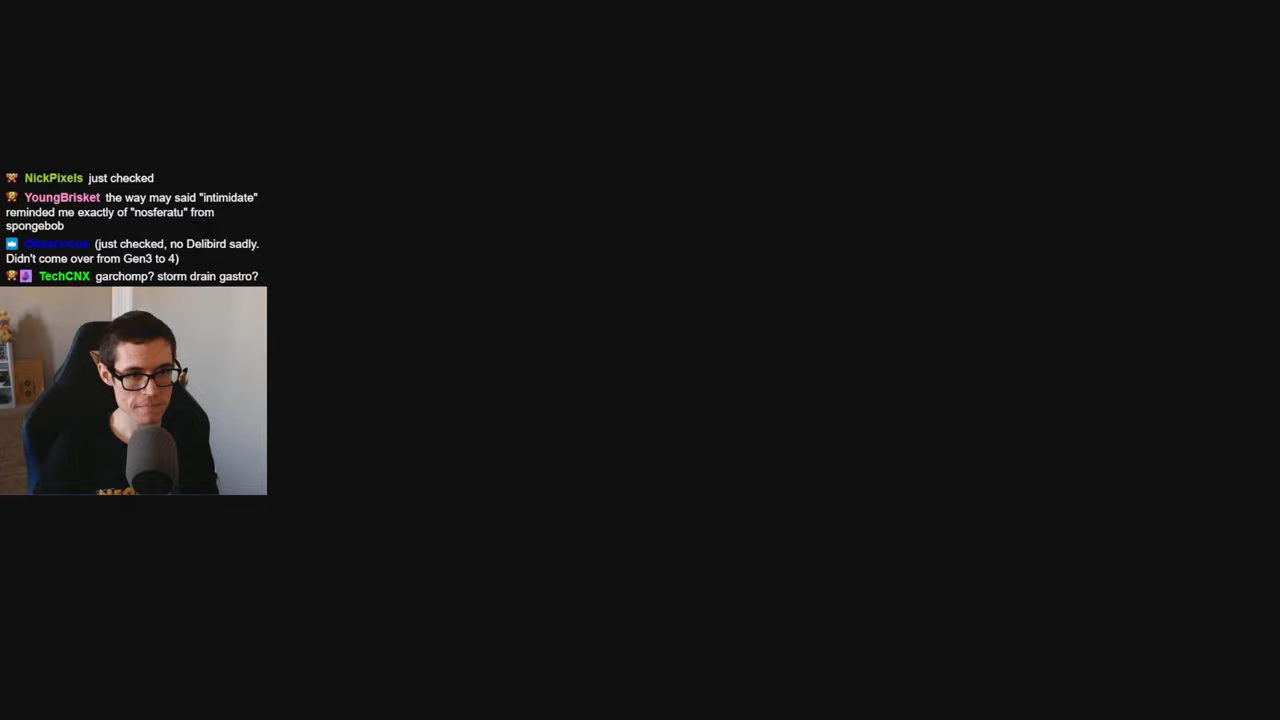 NickPixels just checked
YoungBrisket the way may said "intimidate"
reminded me exactly of "nosferatu" from
spongebob
Observious (just checked, no Delibird sadly.
Didn't come over from Gen3 to 4)
TechCNX garchomp? storm drain gastro?